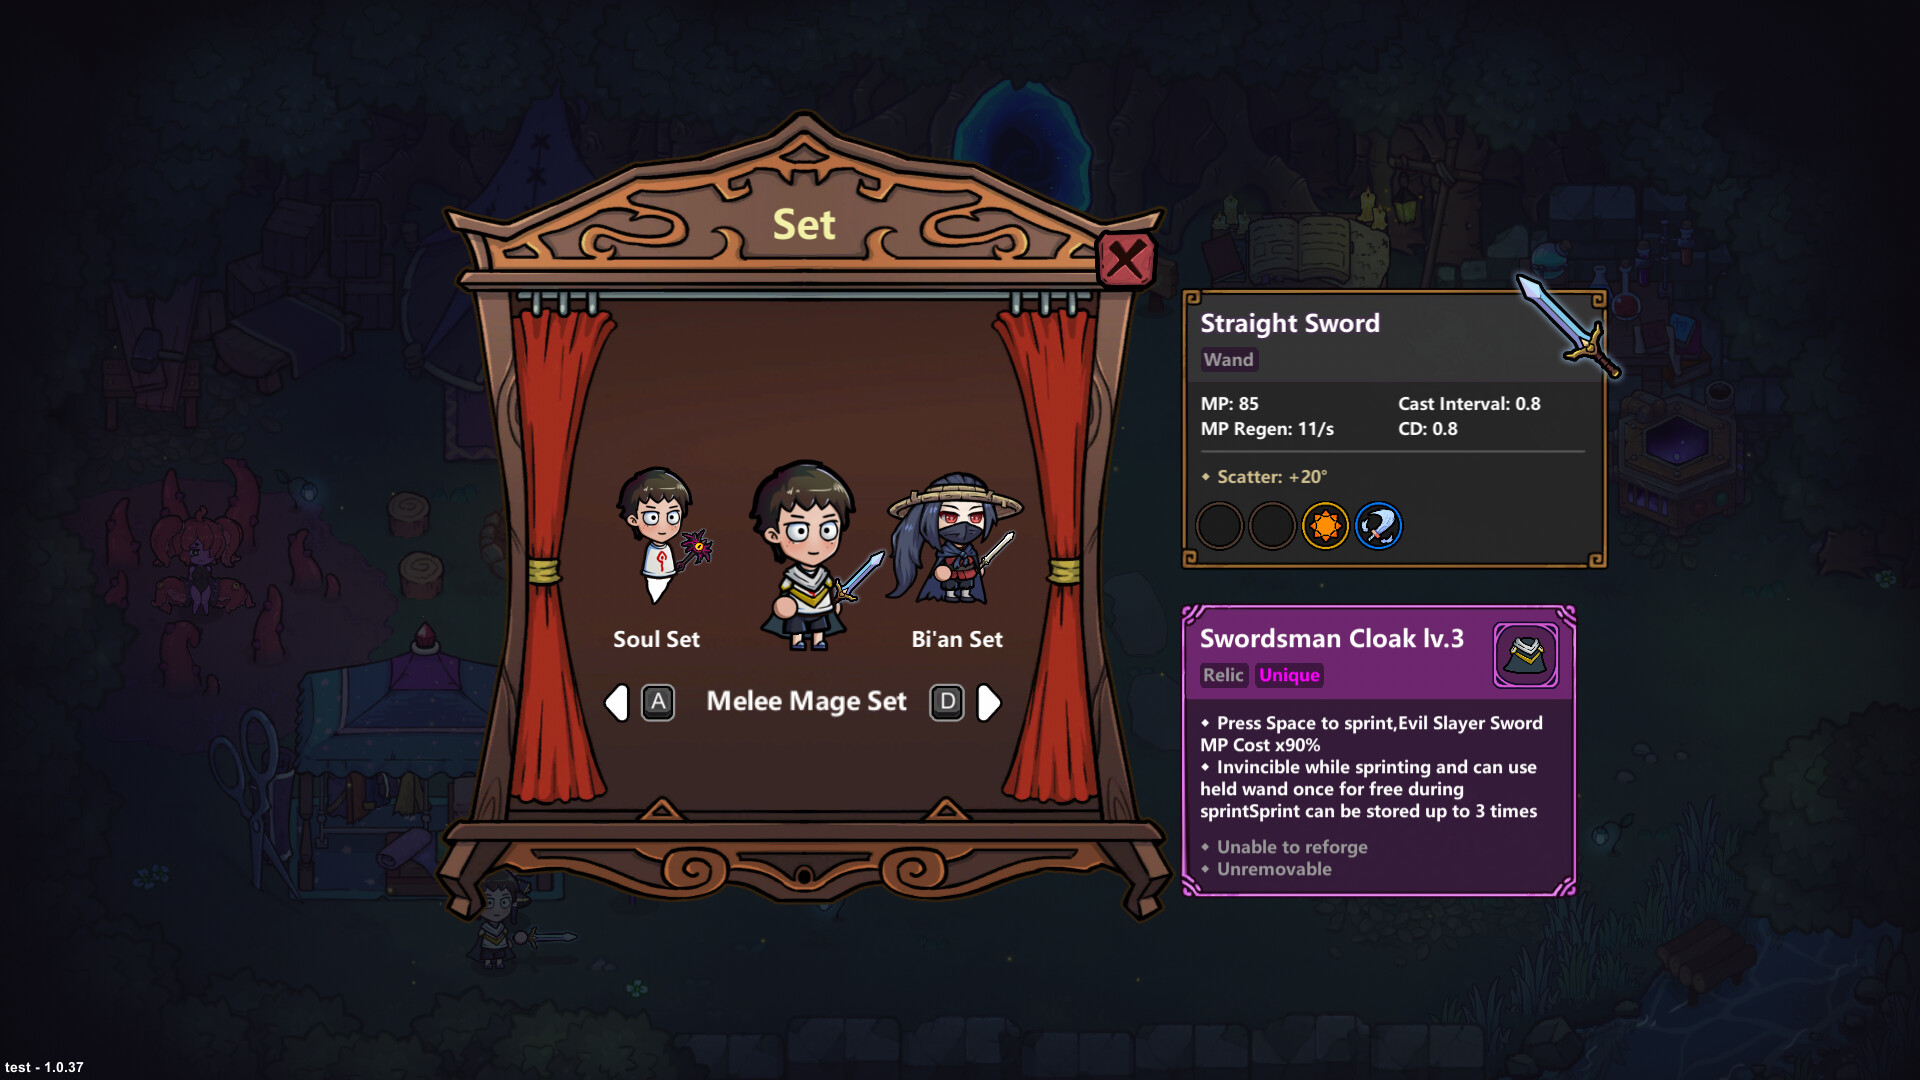 Set
Soul Set
Bi'an Set
A
Melee Mage Set
D
Straight Sword
Wand
MP: 85
Cast Interval: 0.8
MP Regen: 11/s
CD: 0.8
Scatter: +20°
Swordsman Cloak lv.3
Relic
Unique
Press Space to sprint,Evil Slayer Sword
MP Cost x90%
Invincible while sprinting and can use
held wand once for free during
sprintSprint can be stored up to 3 times
Unable to reforge
Unremovable
test - 1.0.37